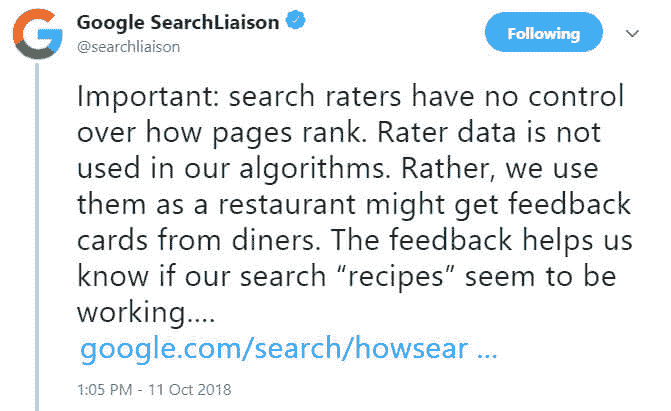 Google SearchLiaison
@searchliaison
Following
Important: search raters have no control
over how pages rank. Rater data is not
used in our algorithms. Rather, we use
them as a restaurant might get feedback
cards from diners. The feedback helps us
know if our search “recipes” seem to be
working....
google.com/search/howsear ...
1:05 PM - 11 Oct 2018